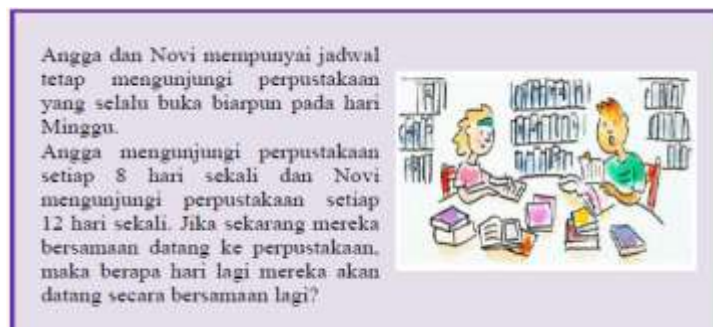 Angga dan Novi mempunyai jadwal
tetap mengunjungi perpustakaan
yang selalu buka biarpun pada hari
Minggu.
Angga mengunjungi perpustakaan
setiap 8 hari sekali dan Novi
mengunjungi perpustakaan setiap
12 hari sekali. Jika sekarang mereka
bersamaan datang ke perpustakaan,
maka berapa hari lagi mereka akan
datang secara bersamaan lagi?